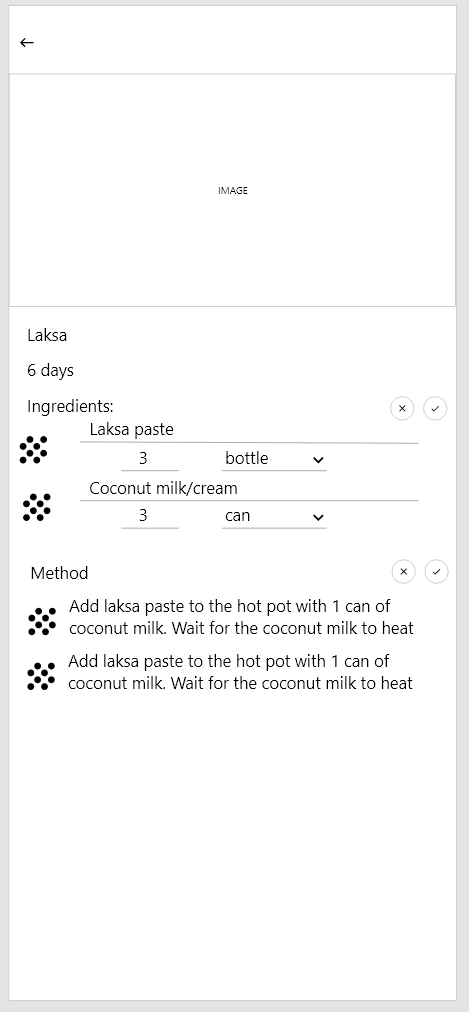 IMAGE
Laksa
6 days
Ingredients:
Laksa paste
3 bottle
Coconut milk/cream
3 can
Method
Add laksa paste to the hot pot with 1 can of
coconut milk. Wait for the coconut milk to heat
Add laksa paste to the hot pot with 1 can of
coconut milk. Wait for the coconut milk to heat